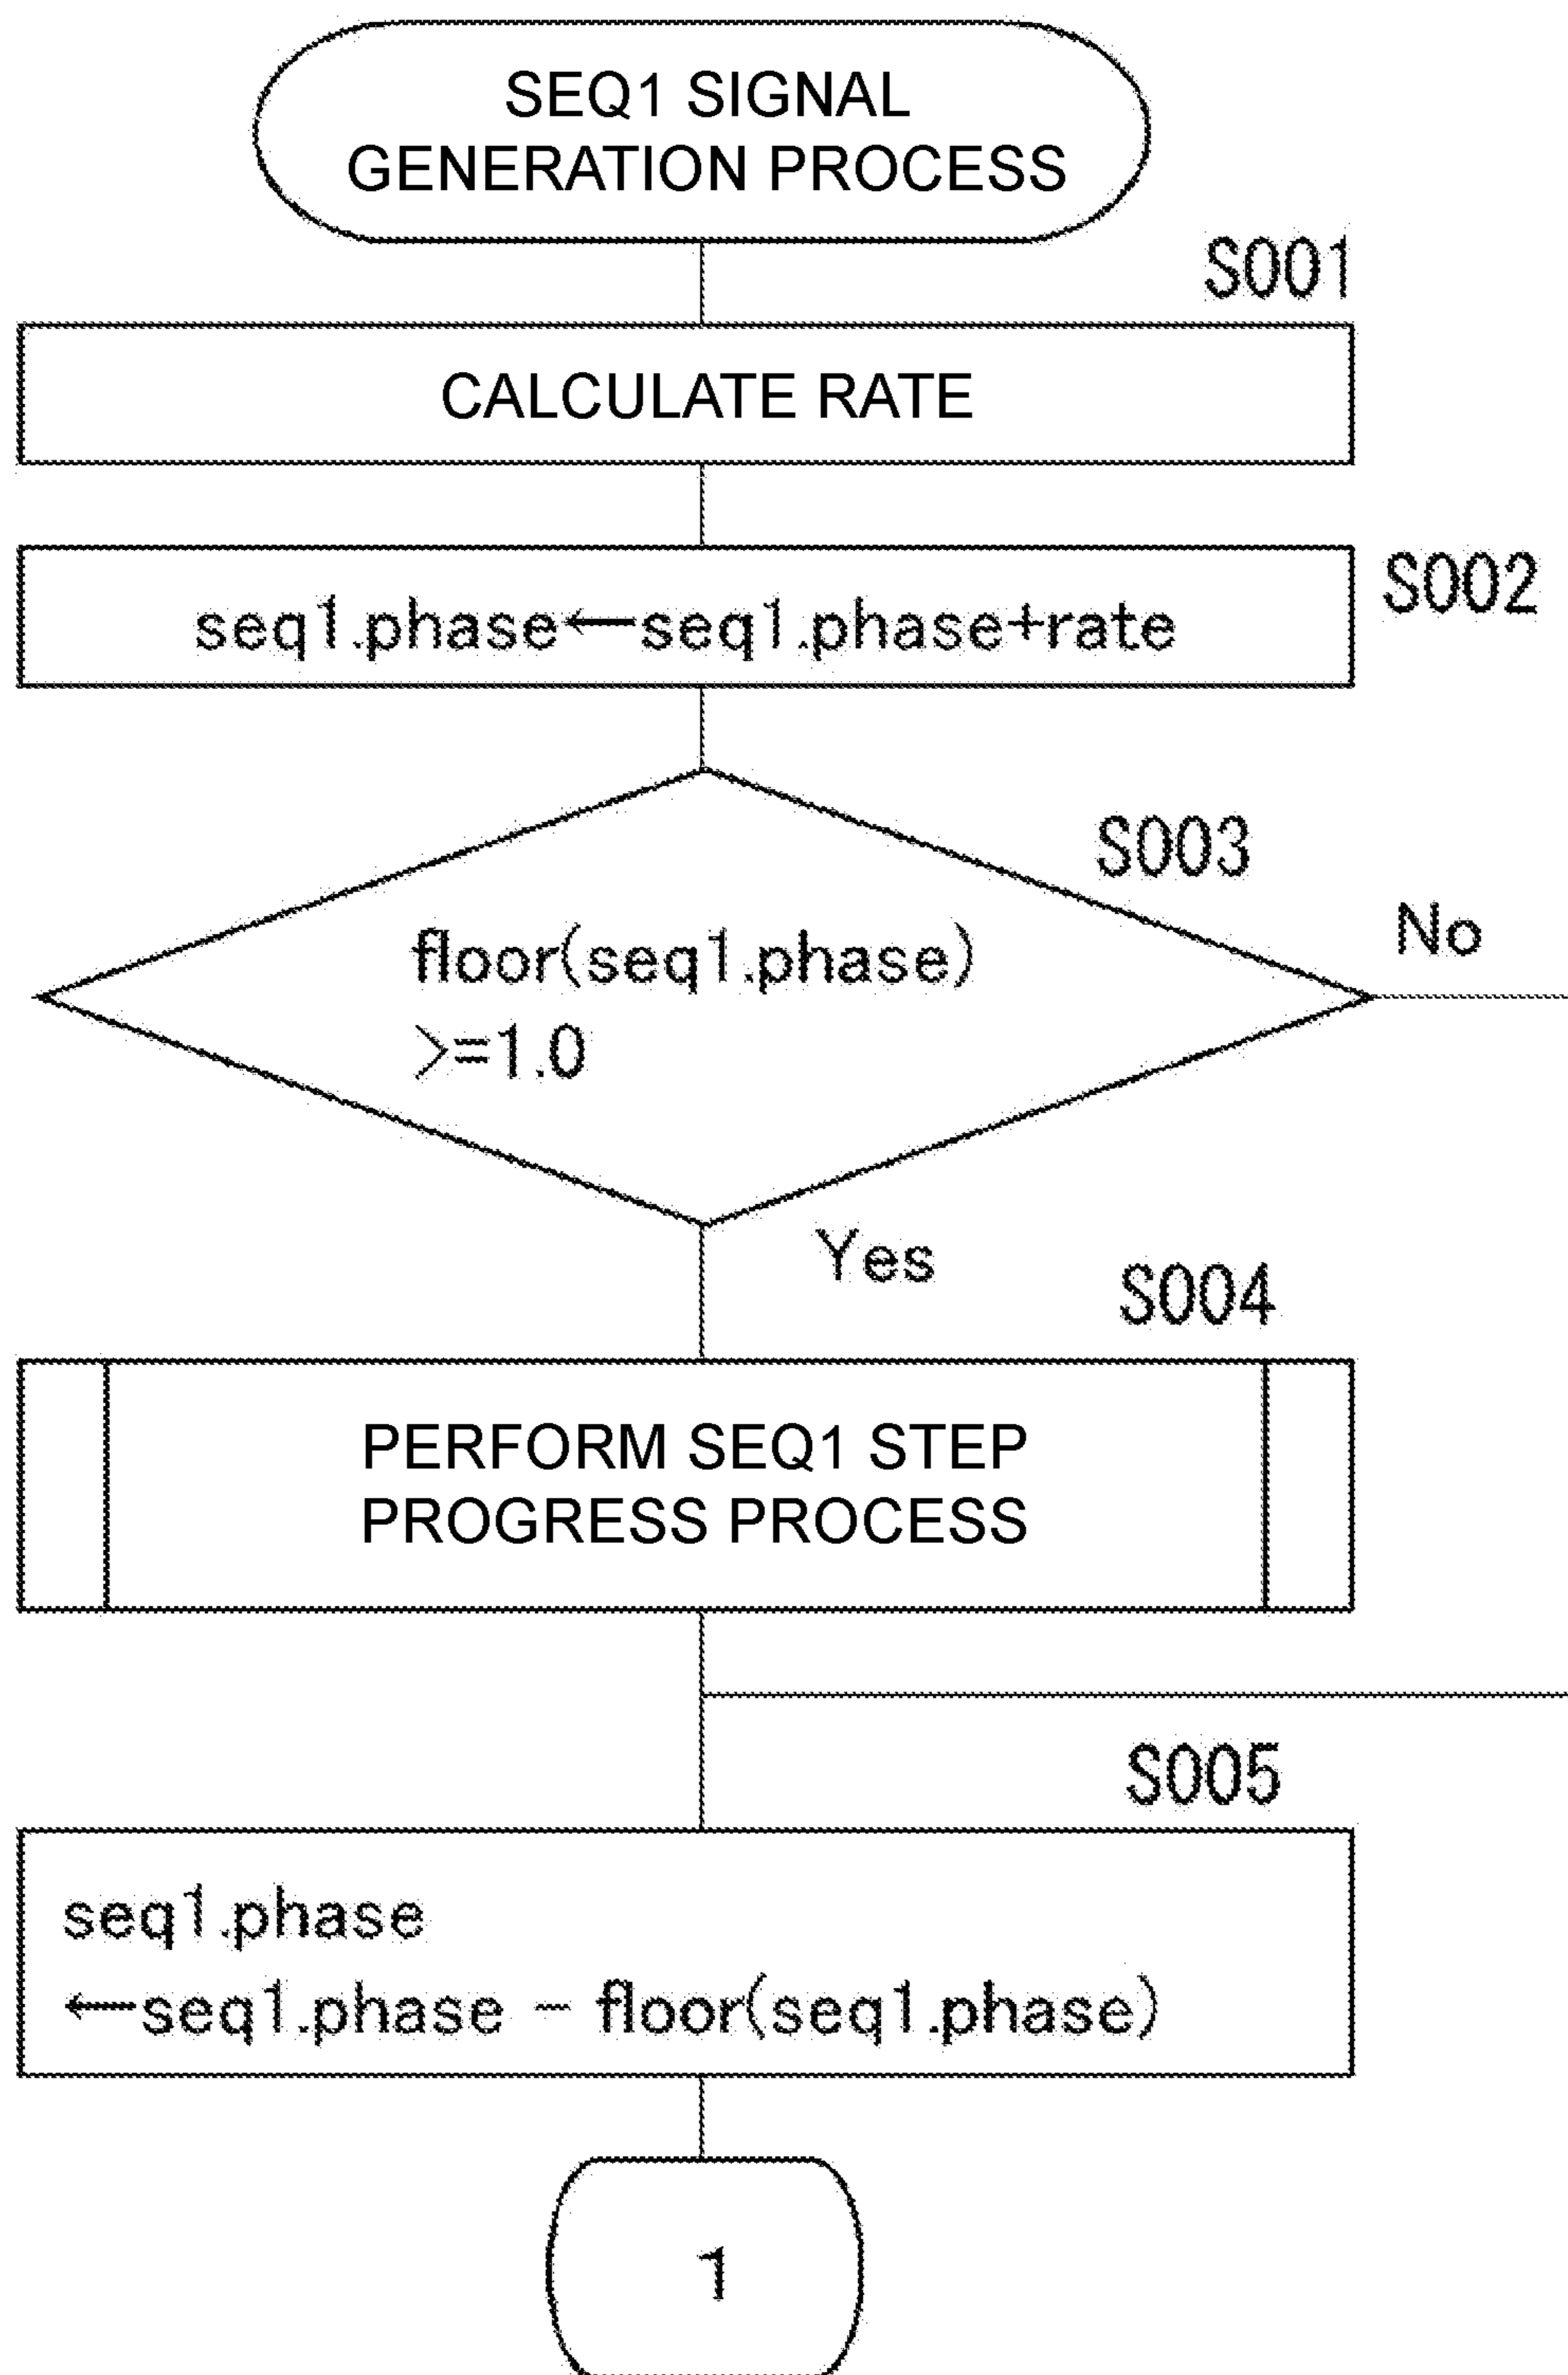 SEQ1 SIGNAL
GENERATION PROCESS
S001
CALCULATE RATE
S002
seq1.phase←seq1.phase+rate
S003
floor(seq1.phase)
>=1.0
No
Yes
S004
PERFORM SEQ1 STEP
PROGRESS PROCESS
S005
seq1.phase
←seq1.phase - floor(seq1.phase)
1